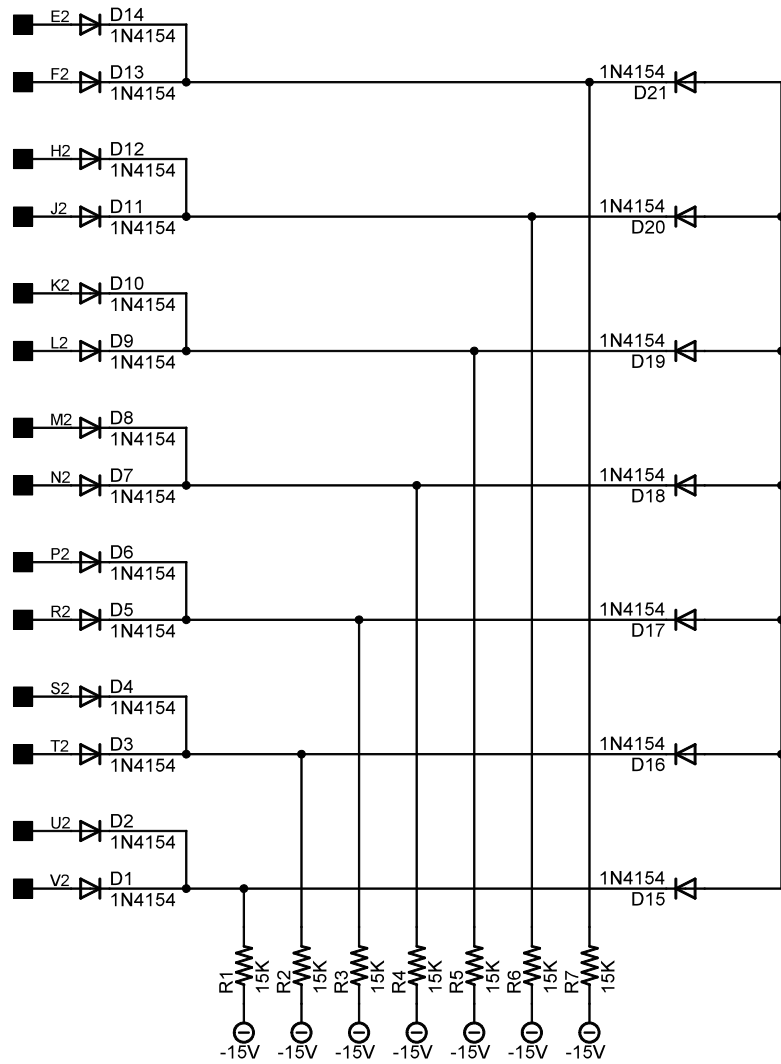 E2 D14
1N4154
F2 D13 1N4154
1N4154 D21
H2 D12
1N4154
J2 D11 1N4154
1N4154 D20
K2 D10
1N4154
L2 D9 1N4154
1N4154 D19
M2 D8
1N4154
N2 D7 1N4154
1N4154 D18
P2 D6
1N4154
R2 D5 1N4154
1N4154 D17
S2 D4
1N4154
T2 D3 1N4154
1N4154 D16
U2 D2
1N4154
V2 D1 1N4154
1N4154 D15
R1 15K R2 15K R3 15K R4 15K R5 15K R6 15K R7 15K
-15V -15V -15V -15V -15V -15V -15V